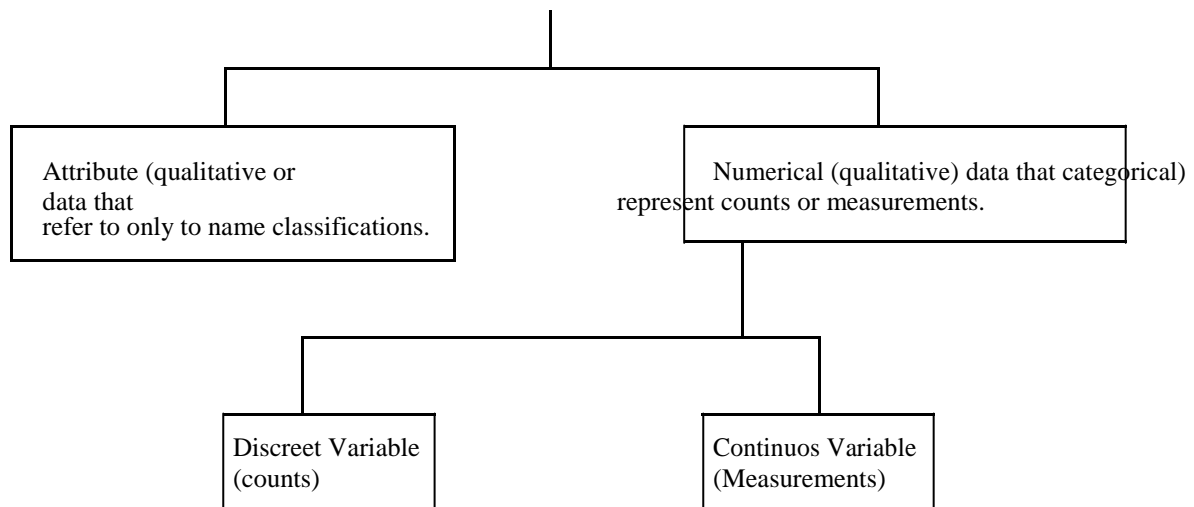 Attribute (qualitative or
data that
refer to only to name classifications.
Numerical (qualitative) data that categorical)
represent counts or measurements.
Discreet Variable
(counts)
Continuos Variable
(Measurements)